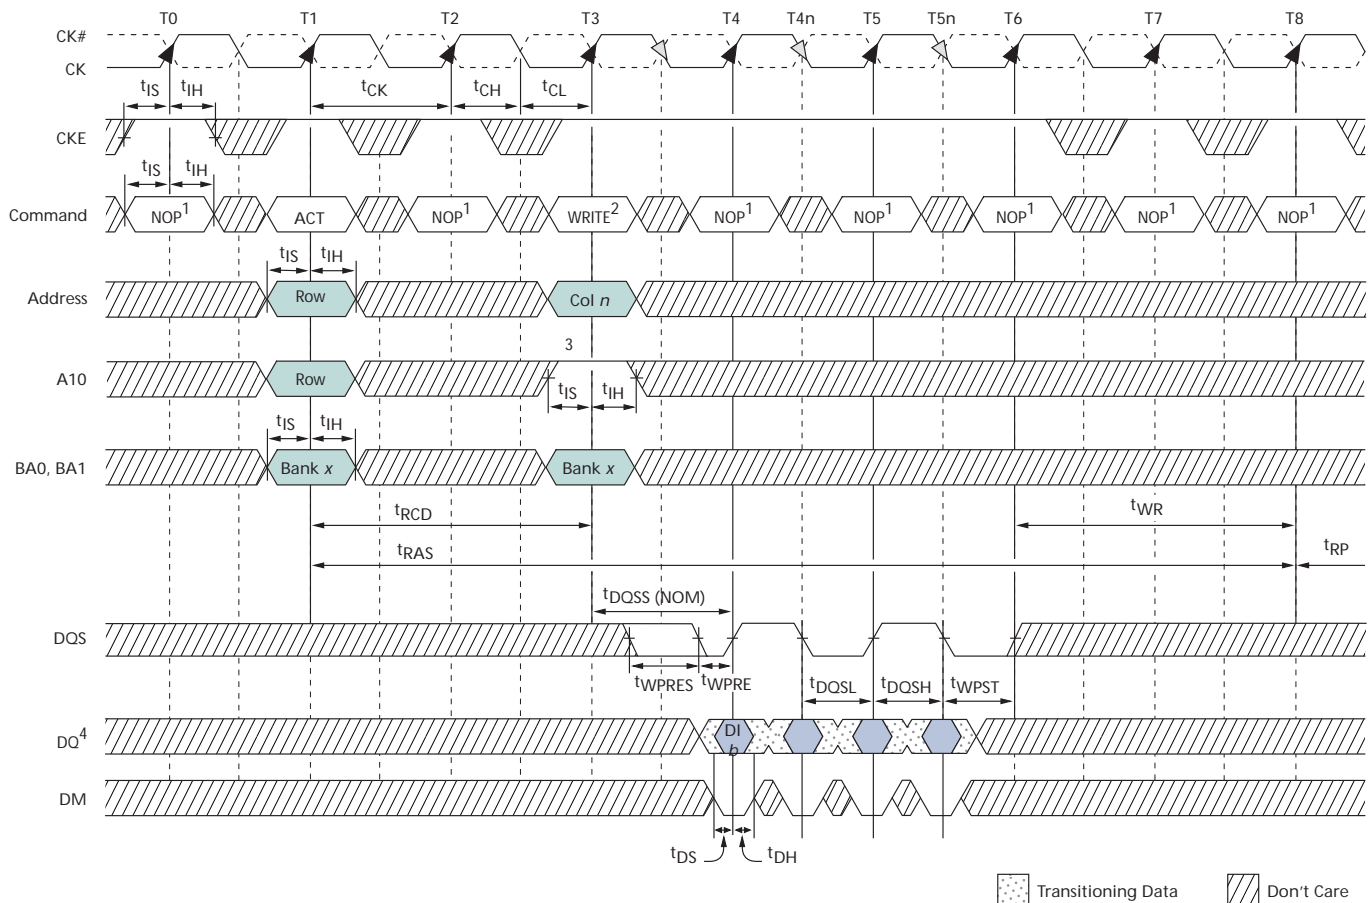 T0 T1 T2 T3 T4 T4n T5 T5n T6 T7 T8
CK#
CK
tIS tIH tCK tCH tCL
CKE
tIS tIH
Command NOP1 ACT NOP1 WRITE2 NOP1 NOP1 NOP1 NOP1 NOP1
tIS tIH
Address Row Col n
3
A10 Row
tIS tIH
tIS tIH
BA0, BA1 Bank x Bank x
tRCD tWR
tRAS tRP
tDQSS (NOM)
DQS
tWPRES tWPRE tDQSL tDQSH tWPST
DQ4 DI
b
DM
tDS tDH
Transitioning Data Don't Care